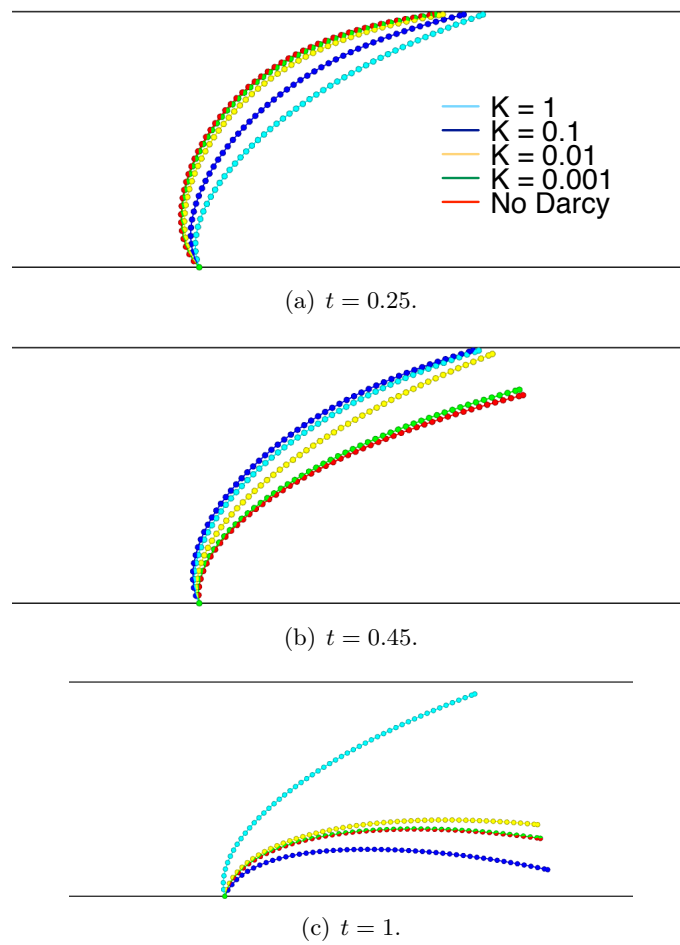 K = 1
K = 0.1
K = 0.01
K = 0.001
No Darcy
(a) t = 0.25.
(b) t = 0.45.
(c) t = 1.